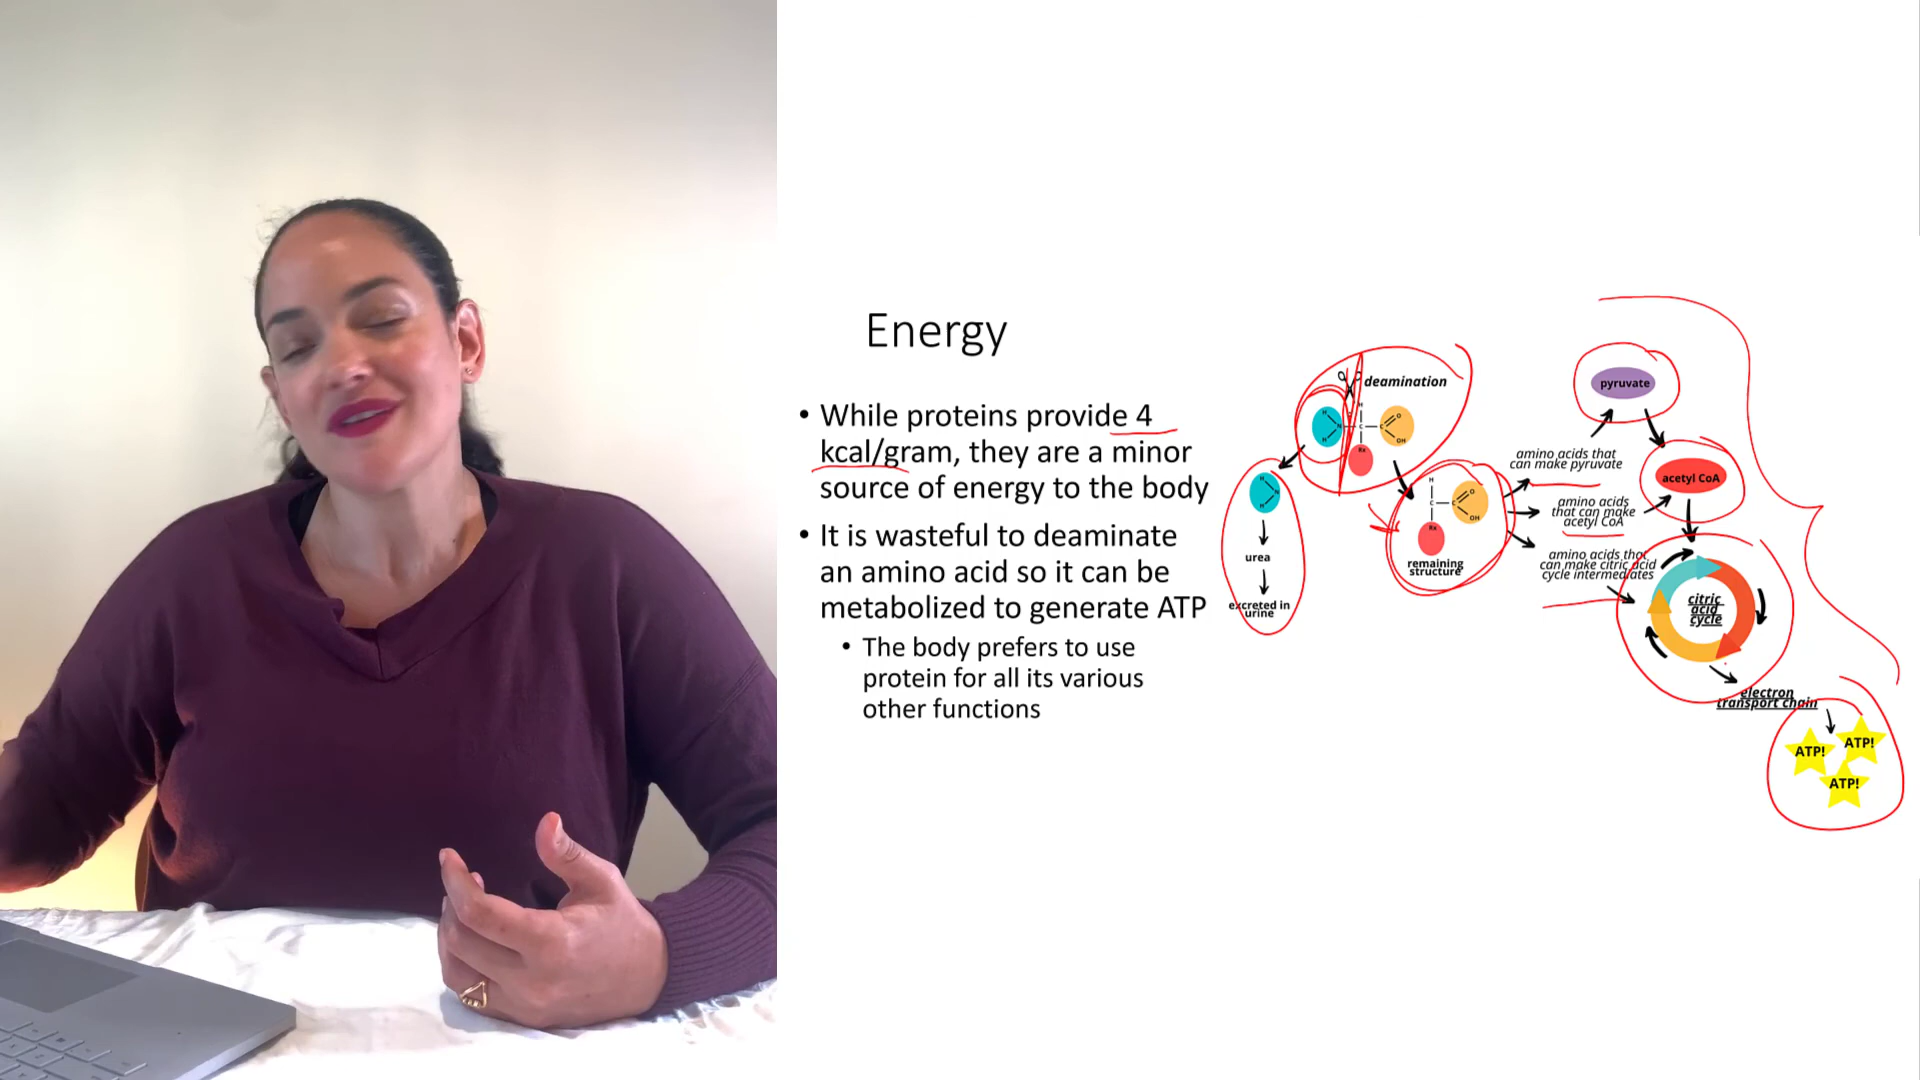 Energy
• While proteins provide 4
kcal/gram, they are a minor
source of energy to the body
• It is wasteful to deaminate
an amino acid so it can be
metabolized to generate ATP
• The body prefers to use
protein for all its various
other functions
deamination
H
H
N
H
C
C
O
OH
Rx
H
H
N
urea
excreted in
urine
H
C
C
O
OH
Rx
remaining
structure
amino acids that
can make pyruvate
amino acids
that can make
acetyl CoA
amino acids that
can make citric acid
cycle intermediates
pyruvate
acetyl CoA
citric
acid
cycle
electron
transport chain
ATP!
ATP!
ATP!